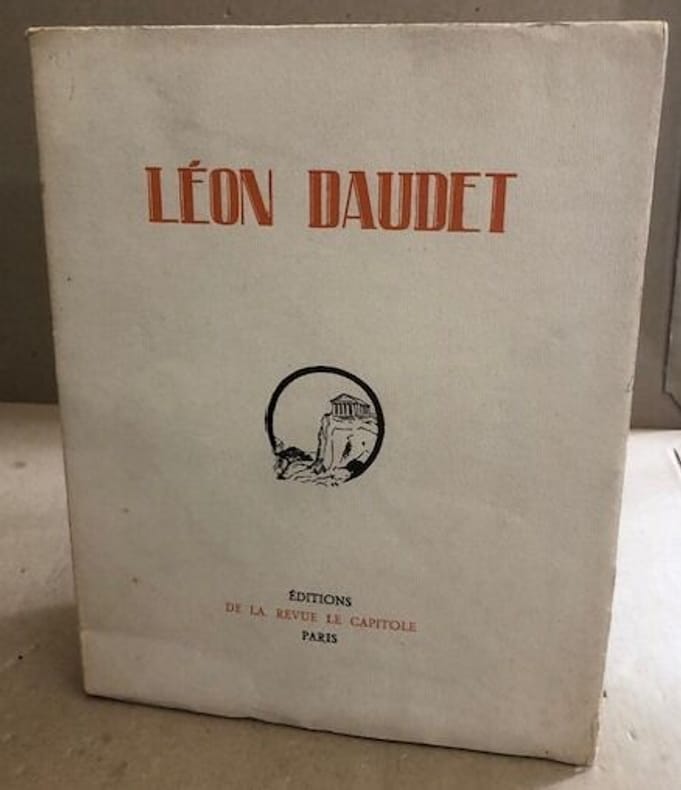 LÉON DAUDET
ÉDITIONS
DE LA REVUE LE CAPITOLE
PARIS